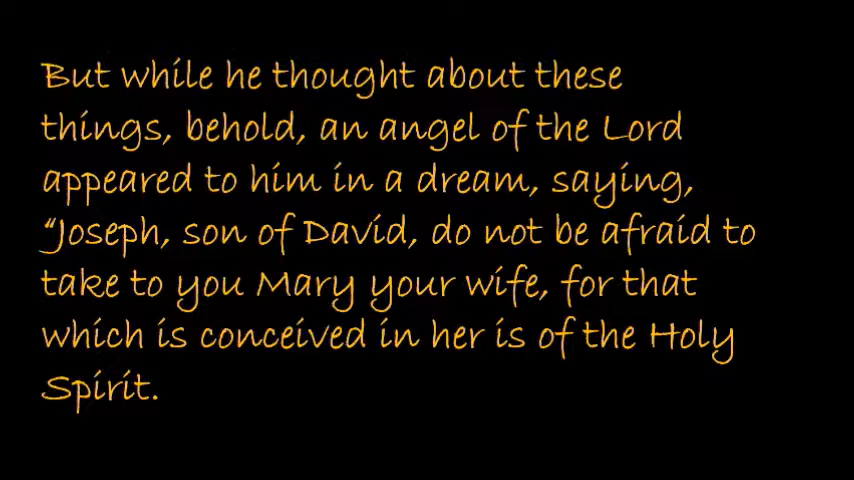 But while he thought about these
things, behold, an angel of the Lord
appeared to him in a dream, saying,
“Joseph, son of David, do not be afraid to
take to you Mary your wife, for that
which is conceived in her is of the Holy
Spirit.